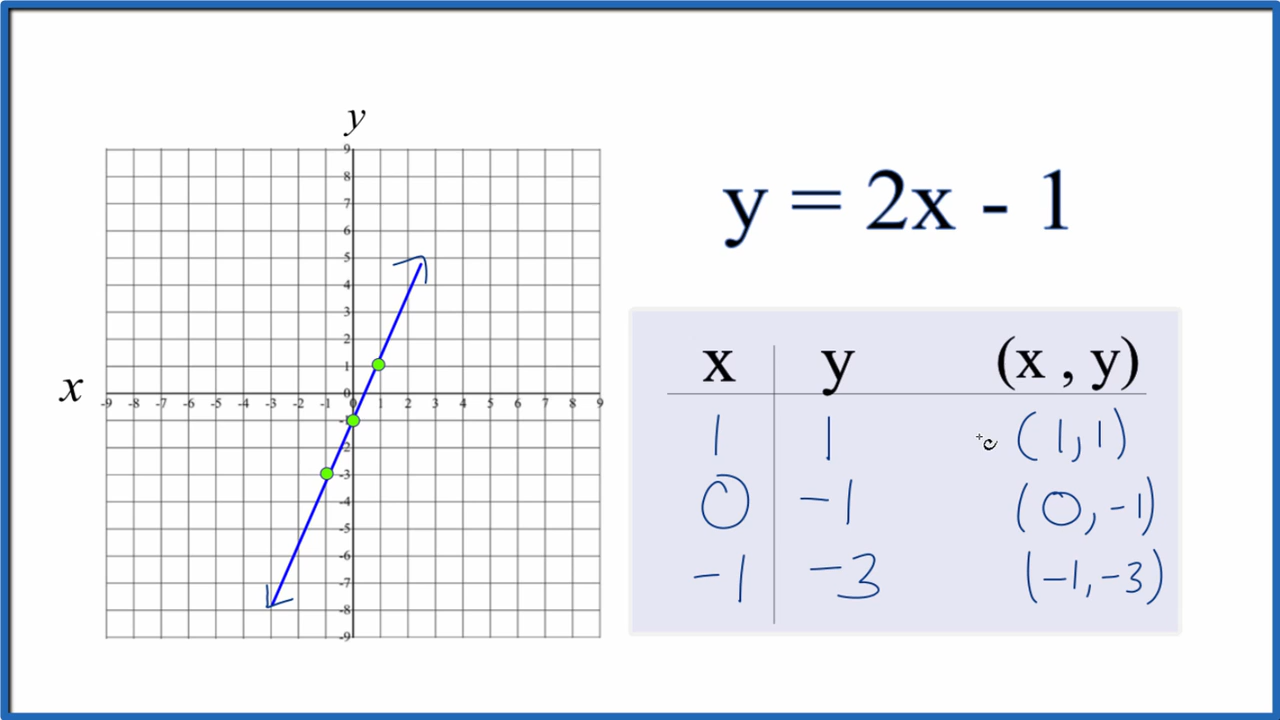 y
9
8
7
6
5
4
3
2
1
x
-9 -8 -7 -6 -5 -4 -3 -2 -1 0 1 2 3 4 5 6 7 8 9
0
-1
-2
-3
-4
-5
-6
-7
-8
-9
y = 2x - 1
x y (x , y)
1 1 (1,1)
0 -1 (0,-1)
-1 -3 (-1,-3)